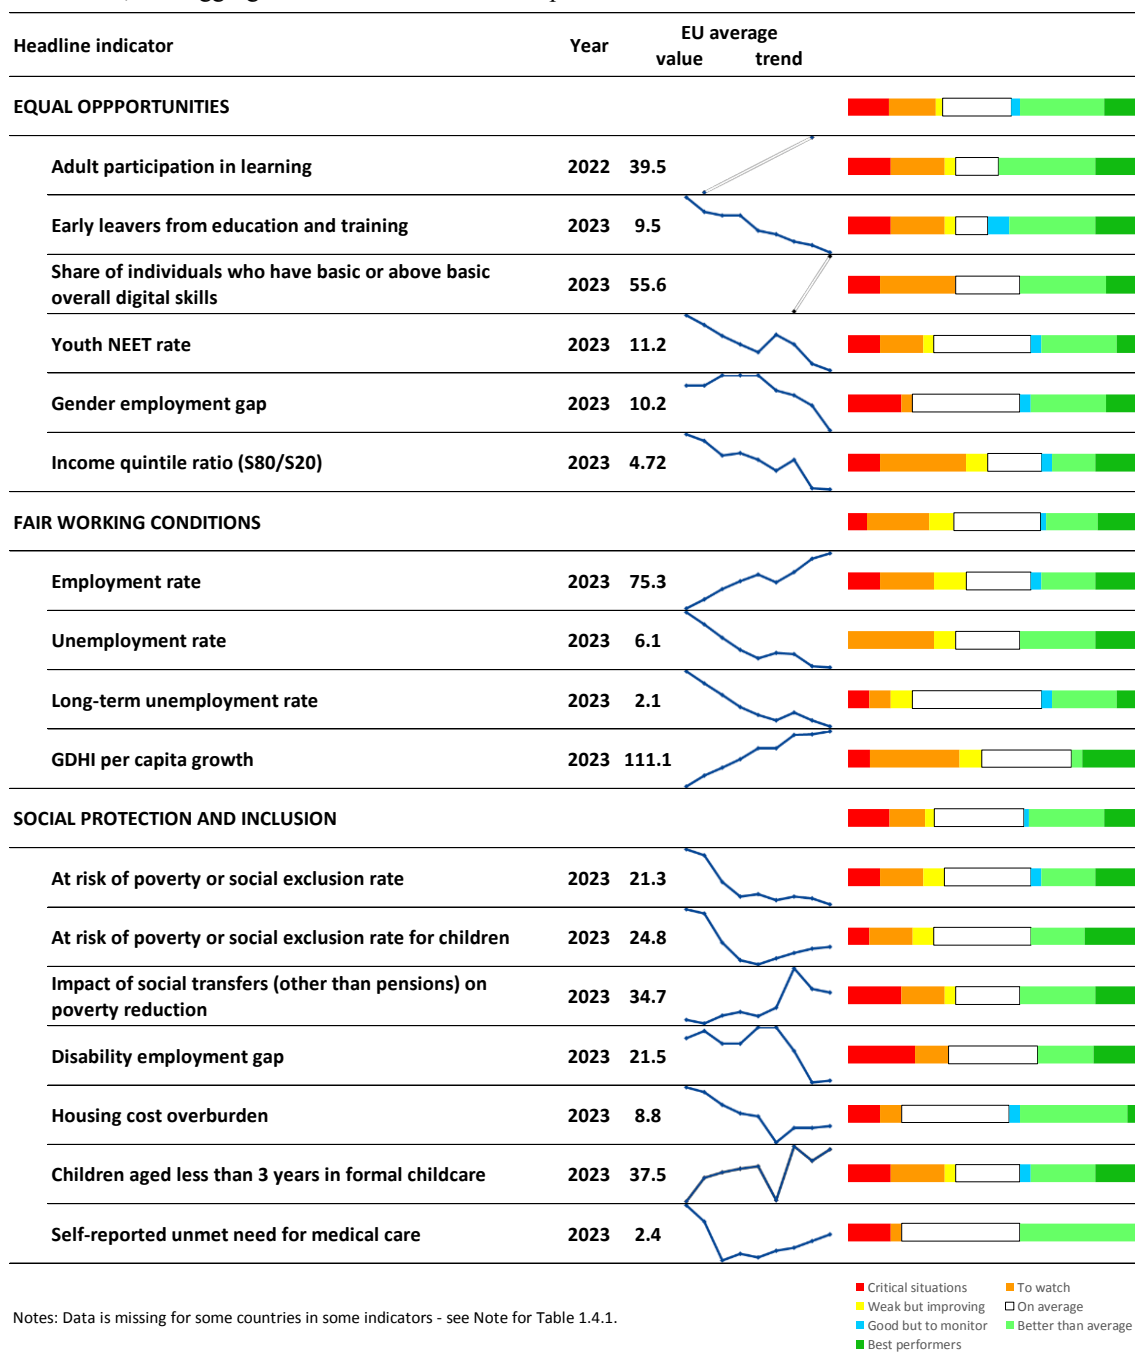 Headline indicator Year EU average
value trend
EQUAL OPPPORTUNITIES
Adult participation in learning 2022 39.5
Early leavers from education and training 2023 9.5
Share of individuals who have basic or above basic
overall digital skills 2023 55.6
Youth NEET rate 2023 11.2
Gender employment gap 2023 10.2
Income quintile ratio (S80/S20) 2023 4.72
FAIR WORKING CONDITIONS
Employment rate 2023 75.3
Unemployment rate 2023 6.1
Long-term unemployment rate 2023 2.1
GDHI per capita growth 2023 111.1
SOCIAL PROTECTION AND INCLUSION
At risk of poverty or social exclusion rate 2023 21.3
At risk of poverty or social exclusion rate for children 2023 24.8
Impact of social transfers (other than pensions) on
poverty reduction 2023 34.7
Disability employment gap 2023 21.5
Housing cost overburden 2023 8.8
Children aged less than 3 years in formal childcare 2023 37.5
Self-reported unmet need for medical care 2023 2.4
Critical situations To watch
Weak but improving On average
Good but to monitor Better than average
Best performers
Notes: Data is missing for some countries in some indicators - see Note for Table 1.4.1.